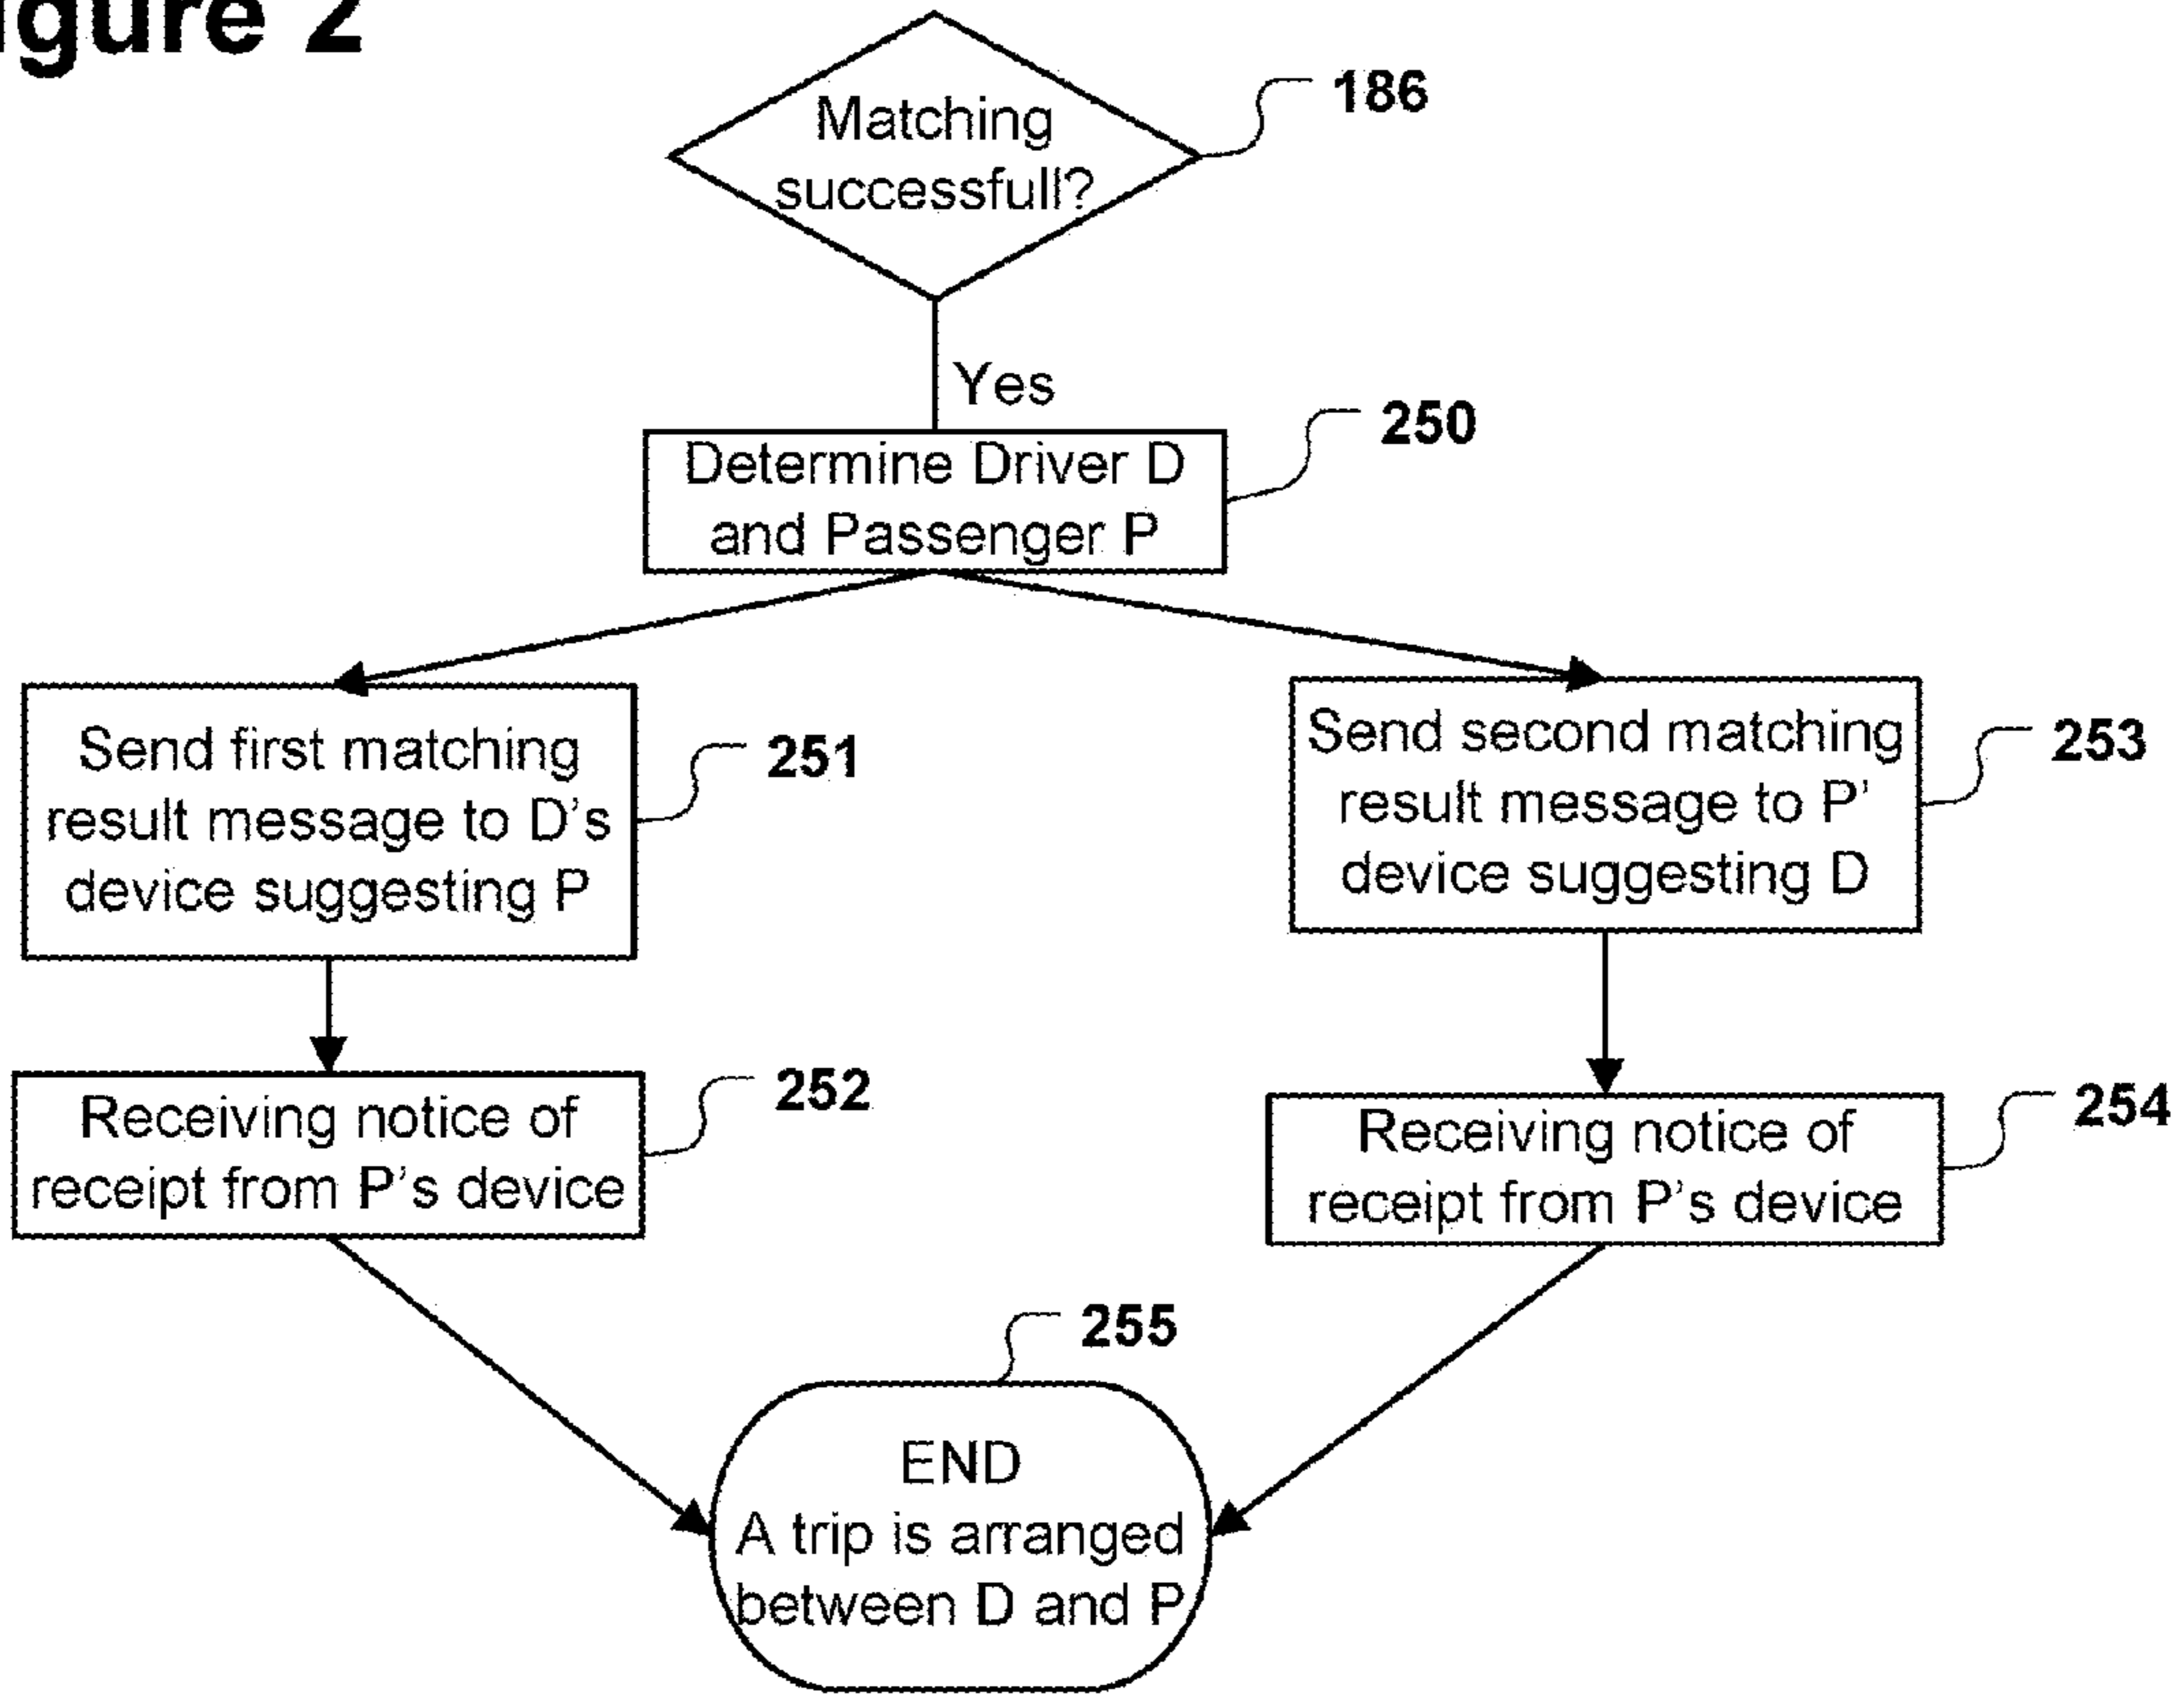 igure 2
Matching
successfull?
186
Yes
Determine Driver D
and Passenger P
250
Send first matching
result message to D's
device suggesting P
251
Send second matching
result message to P'
device suggesting D
253
Receiving notice of
receipt from P's device
252
Receiving notice of
receipt from P's device
254
255
END
A trip is arranged
between D and P